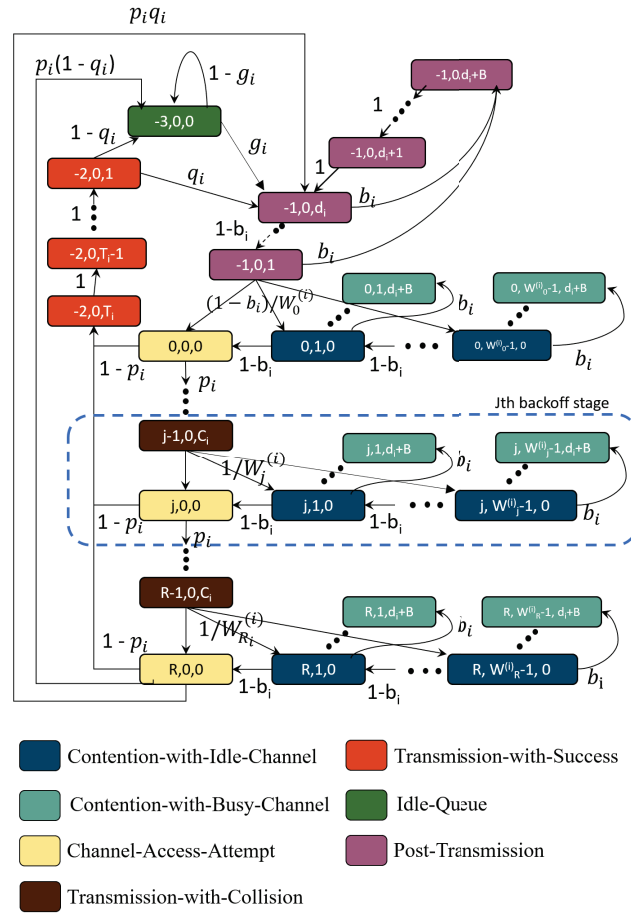 p_i q_i
p_i(1 - q_i)
1 - g_i
-1,0,d_i+B
1
-3,0,0
1 - q_i
g_i
-1,0,d_i+1
1
-2,0,1
q_i
-1,0,d_i
b_i
1
1-b_i
-2,0,T_i-1
-1,0,1
b_i
1
(1 - b_i)/W_0^(i)
0,1,d_i+B
0, W^(i)_0-1, d_i+B
-2,0,T_i
b_i
0,0,0
0,1,0
0, W^(i)_0-1, 0
1 - p_i
p_i
1-b_i
1-b_i
b_i
Jth backoff stage
j-1,0,C_i
j,1,d_i+B
j, W^(i)_j-1,d_i+B
1/W_j^(i)
b_i
j,0,0
j,1,0
j, W^(i)_j-1, 0
1 - p_i
p_i
1-b_i
1-b_i
b_i
R-1,0,C_i
R,1,d_i+B
R, W^(i)_R-1, d_i+B
1/W_{R_i}^(i)
b_i
1 - p_i
R,0,0
R,1,0
R, W^(i)_R-1, 0
1-b_i
1-b_i
b_i
Contention-with-Idle-Channel
Transmission-with-Success
Contention-with-Busy-Channel
Idle-Queue
Channel-Access-Attempt
Post-Transmission
Transmission-with-Collision